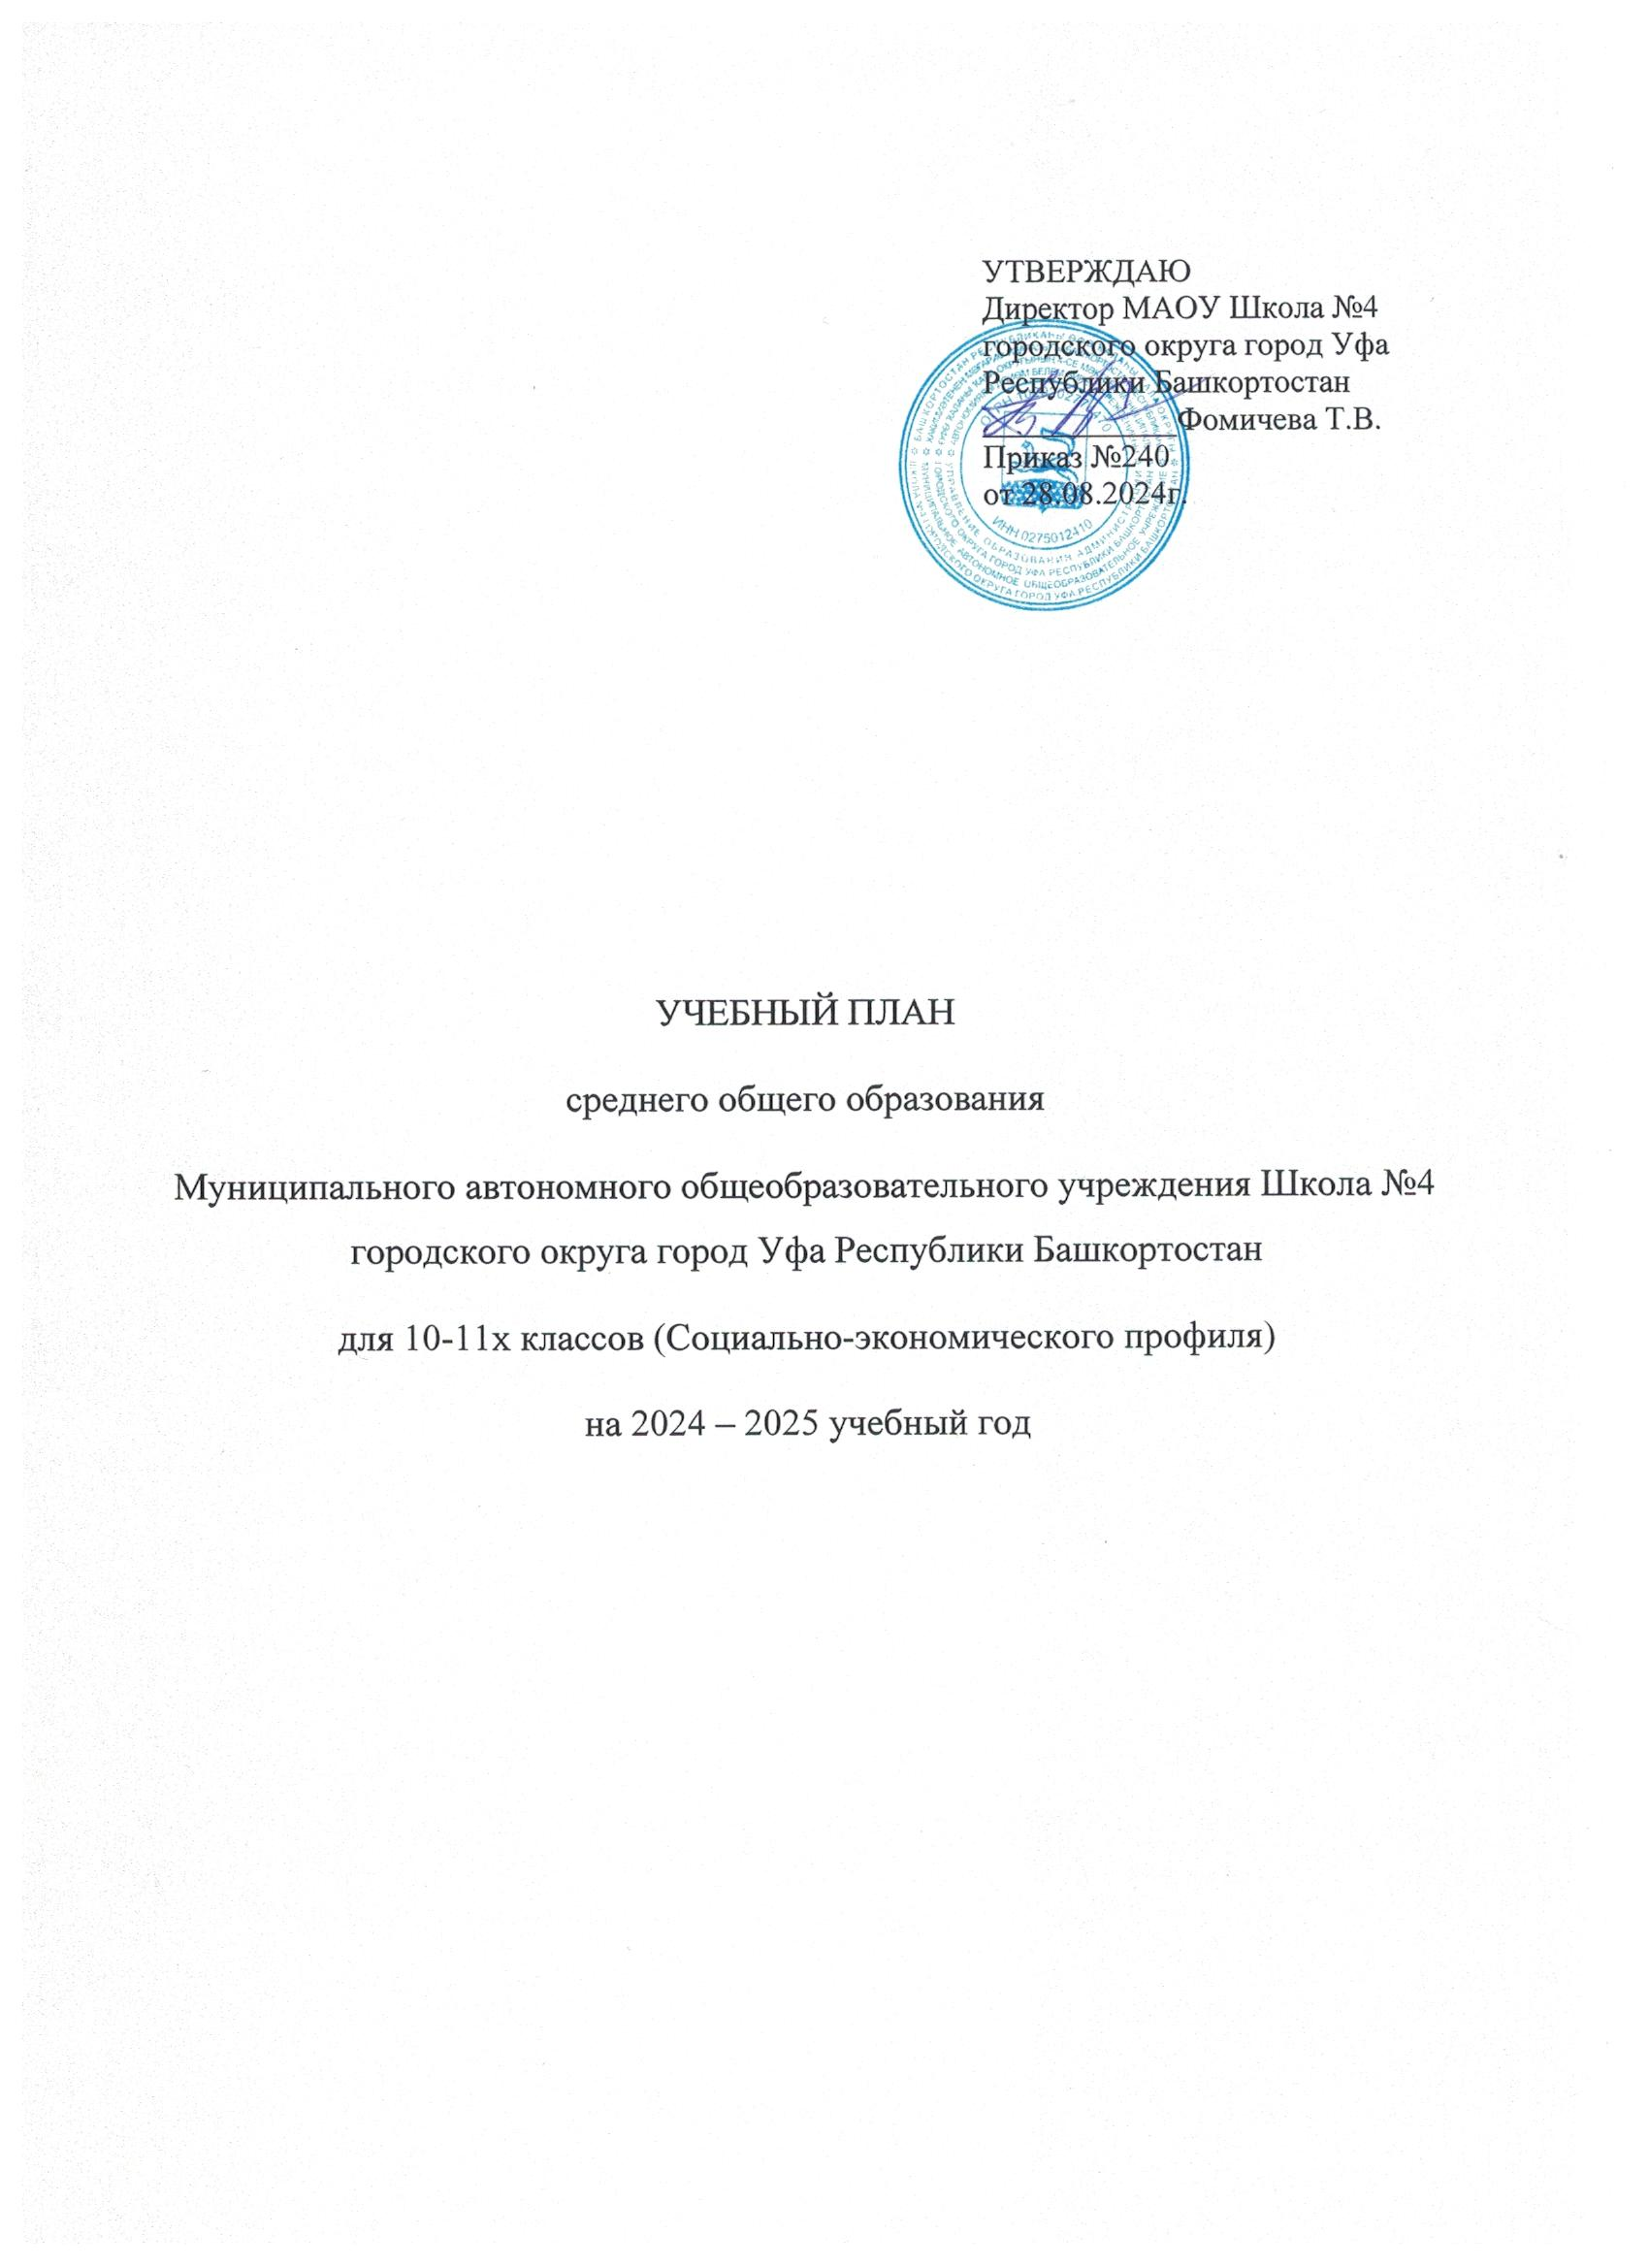 УТВЕРЖДАЮ
Директор МАОУ Школа №4
городского округа город Уфа
Республики Башкортостан
Фомичева Т.В.
Приказ №240
от 28.08.2024г.
ИНН 0275012410
УЧЕБНЫЙ ПЛАН
среднего общего образования
Муниципального автономного общеобразовательного учреждения Школа №4
городского округа город Уфа Республики Башкортостан
для 10-11х классов (Социально-экономического профиля)
на 2024 – 2025 учебный год